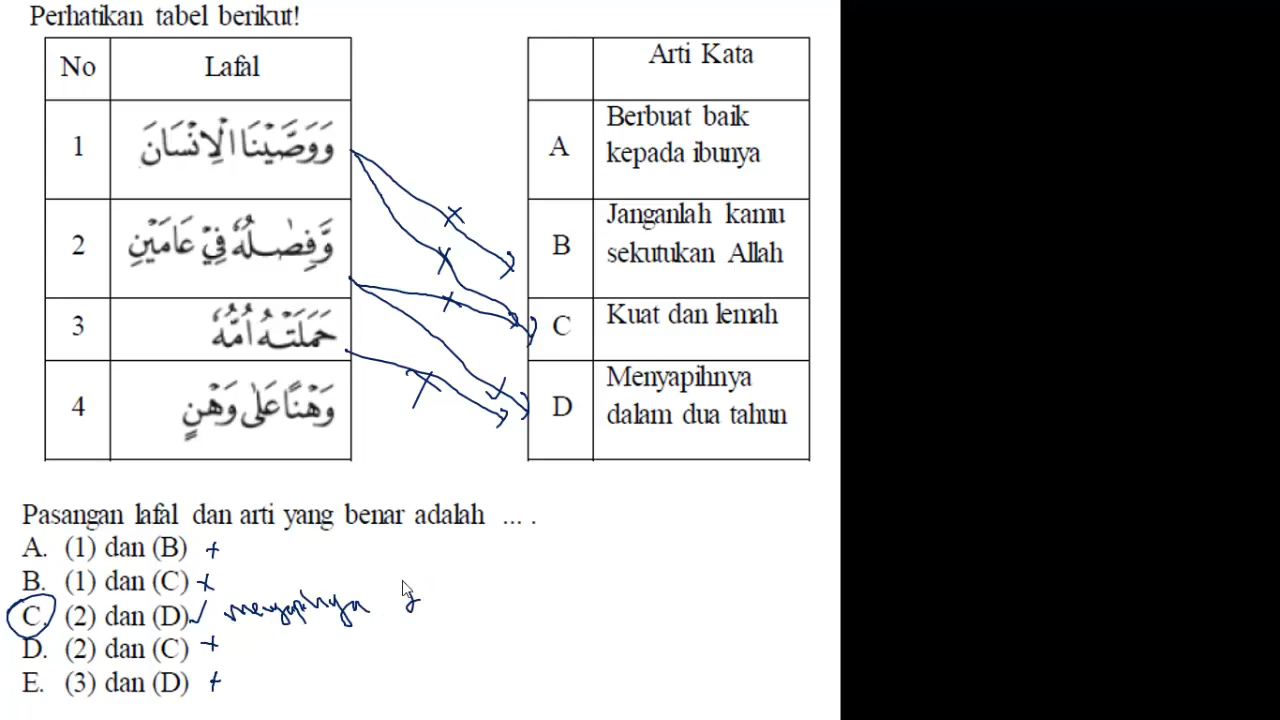 Perhatikan tabel berikut!
No Lafal
1 وَوَصَّيْنَا الْاِنْسَانَ
2 وَّفِصٰلُهٗ فِيْ عَامَيْنِ
3 حَمَلَتْهُ اُمُّهٗ
4 وَهْنًا عَلٰى وَهْنٍ
Arti Kata
A Berbuat baik
kepada ibunya
B Janganlah kamu
sekutukan Allah
C Kuat dan lemah
D Menyapihnya
dalam dua tahun
Pasangan lafal dan arti yang benar adalah ... .
A. (1) dan (B)
B. (1) dan (C)
C. (2) dan (D) menyapihnya
D. (2) dan (C)
E. (3) dan (D)